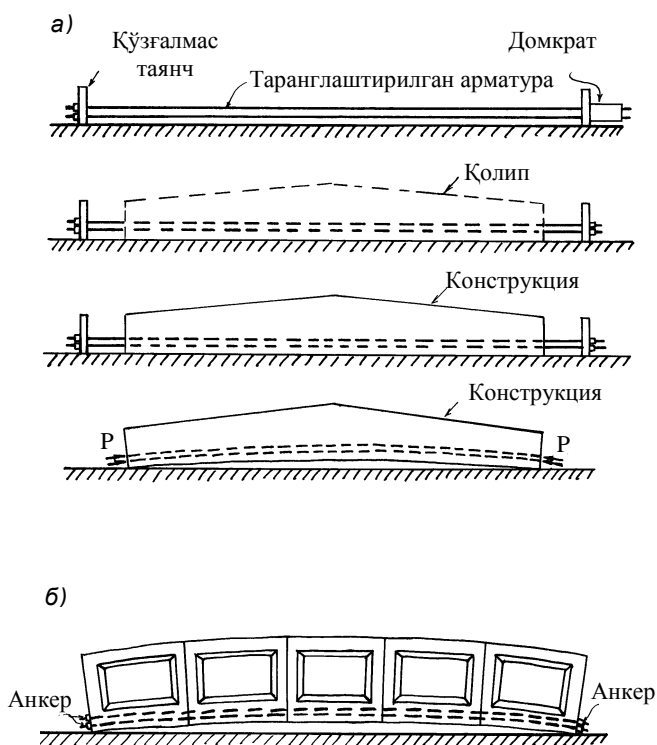 а)
Қўзғалмас
таянч
Домкрат
Таранглаштирилган арматура
Қолип
Конструкция
Конструкция
Р
Р
б)
Анкер
Анкер